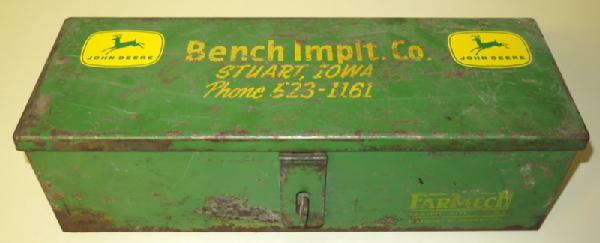 JOHN DEERE
Bench Implt. Co.
JOHN DEERE
STUART, IOWA
Phone 523-1161
FARMECH